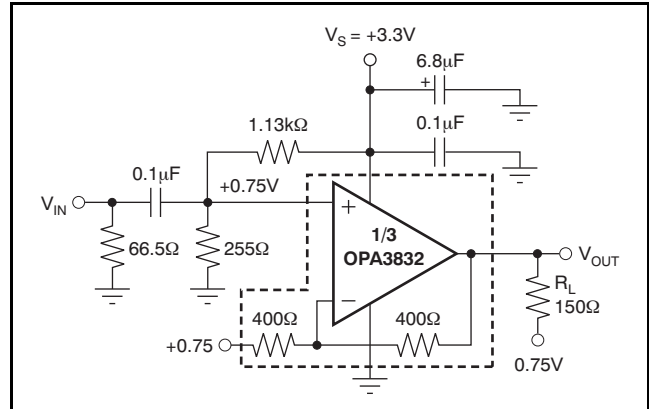 V_S = +3.3V
6.8μF
+
1.13kΩ
0.1μF
0.1μF
+0.75V
V_IN
+
1/3
OPA3832
66.5Ω
255Ω
V_OUT
R_L
150Ω
−
400Ω
400Ω
+0.75
0.75V